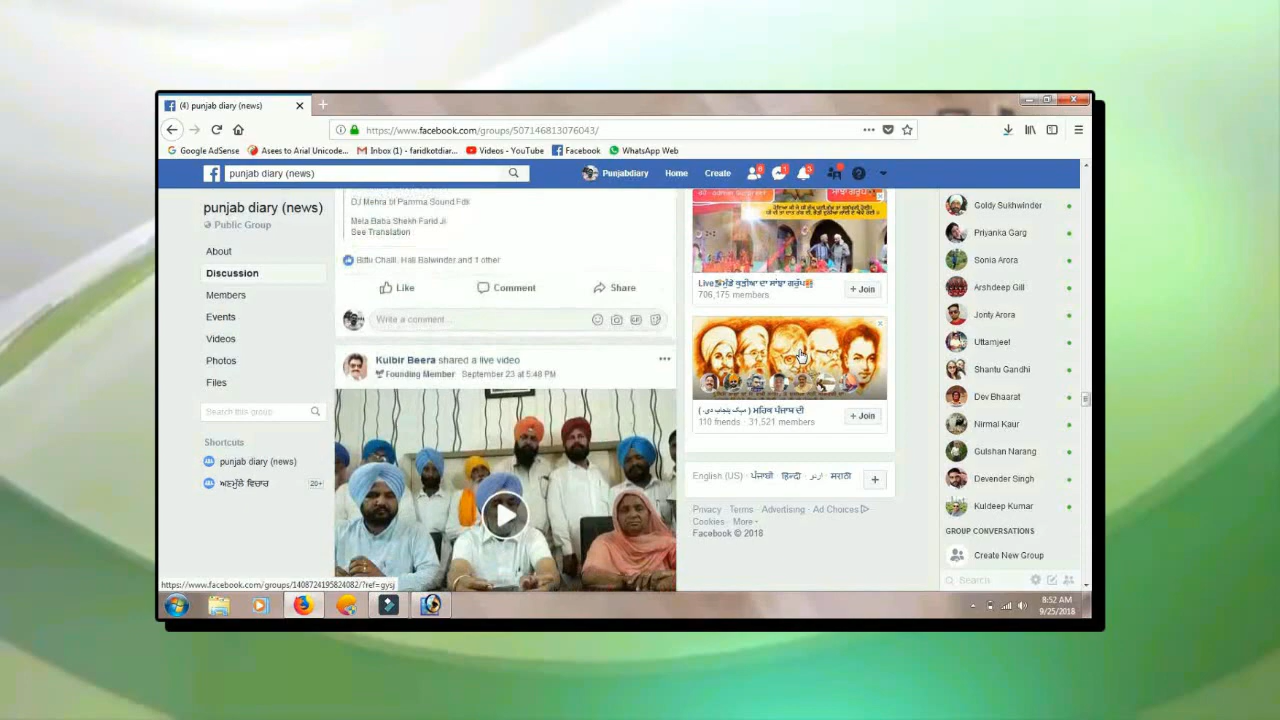 (4) punjab diary (news)
https://www.facebook.com/groups/507146813076043/
Google AdSense
Asees to Arial Unicode...
Inbox (1) - faridkotdiar...
Videos - YouTube
Facebook
WhatsApp Web
punjab diary (news)
Punjabdiary
Home
Create
punjab diary (news)
Public Group
About
Discussion
Members
Events
Videos
Photos
Files
Search this group
Shortcuts
punjab diary (news)
ਅਣਮੁੱਲੇ ਵਿਚਾਰ
20+
DJ Mehra bl Pamma Sound Fdk
Mela Baba Shekh Farid Ji
See Translation
Bittu Challi, Hali Balwinder and 1 other
Like
Comment
Share
Write a comment...
Kulbir Beera shared a live video
Founding Member
September 23 at 5:48 PM
706,175 members
+ Join
ਮਹਿਕ ਪੰਜਾਬ ਦੀ
110 friends · 31,521 members
+ Join
English (US) · ਪੰਜਾਬੀ · हिन्दी · اردو · मराठी
Privacy · Terms · Advertising · Ad Choices
Cookies · More
Facebook © 2018
Goldy Sukhwinder
Priyanka Garg
Sonia Arora
Arshdeep Gill
Jonty Arora
Uttamjeet
Shantu Gandhi
Dev Bhaarat
Nirmal Kaur
Gulshan Narang
Devender Singh
Kuldeep Kumar
GROUP CONVERSATIONS
Create New Group
Search
https://www.facebook.com/groups/1408724195824082/?ref=gysj
8:52 AM
9/25/2018